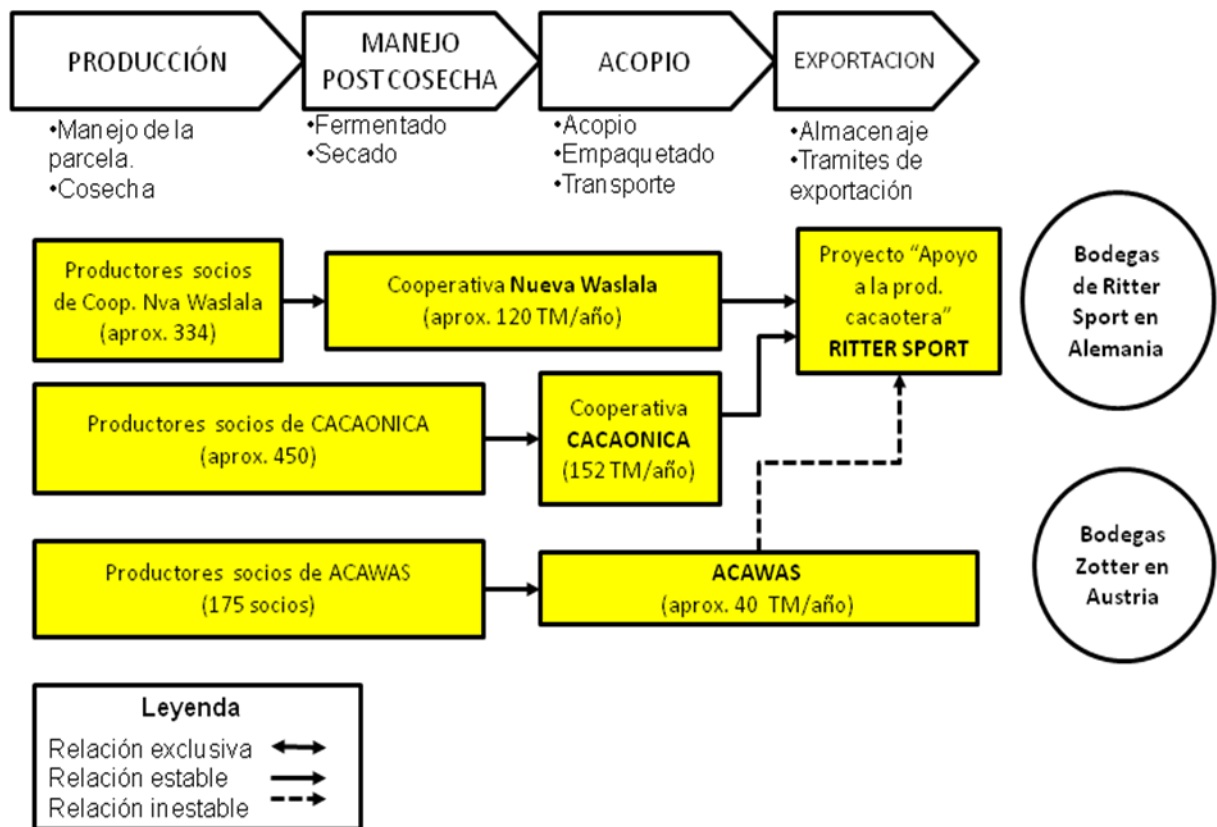 PRODUCCIÓN
MANEJO
POST COSECHA
ACOPIO
EXPORTACION
•Manejo de la
parcela.
•Cosecha
•Fermentado
•Secado
•Acopio
•Empaquetado
•Transporte
•Almacenaje
•Tramites de
exportación
Productores socios
de Coop. Nva Waslala
(aprox. 334)
Cooperativa Nueva Waslala
(aprox. 120 TM/año)
Proyecto “Apoyo
a la prod.
cacaotera”
RITTER SPORT
Bodegas
de Ritter
Sport en
Alemania
Productores socios de CACAONICA
(aprox. 450)
Cooperativa
CACAONICA
(152 TM/año)
Productores socios de ACAWAS
(175 socios)
ACAWAS
(aprox. 40 TM/año)
Bodegas
Zotter en
Austria
Leyenda
Relación exclusiva
Relación estable
Relación inestable